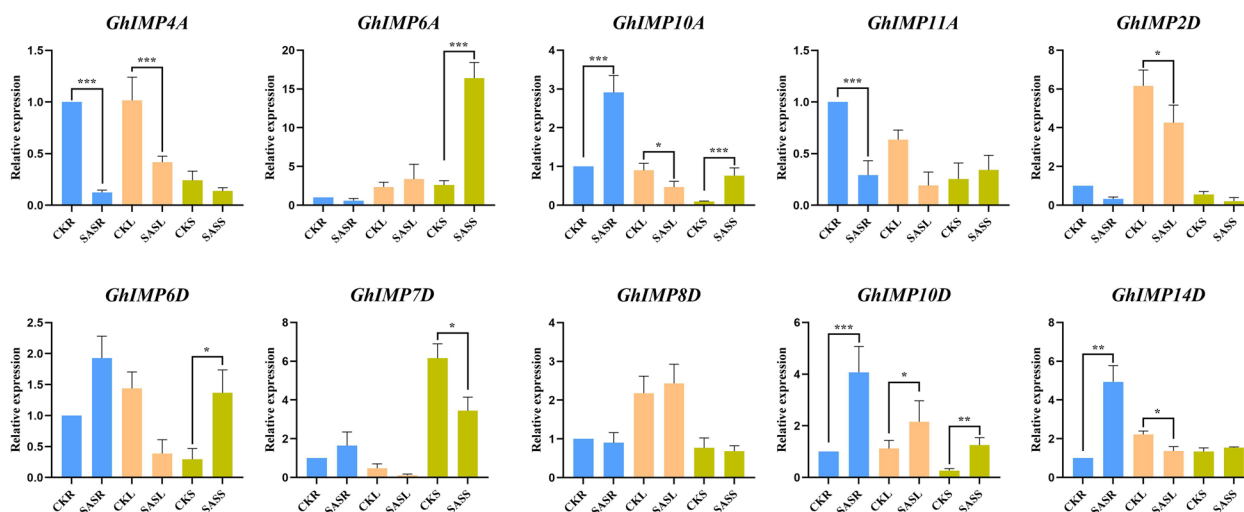 GhIMP4A
Relative expression
1.5
1.0
0.5
0.0
***
***
CKR SASR CKL SASL CKS SASS
GhIMP6A
Relative expression
20
15
10
5
0
***
CKR SASR CKL SASL CKS SASS
GhIMP10A
Relative expression
4
3
2
1
0
***
*
***
CKR SASR CKL SASL CKS SASS
GhIMP11A
Relative expression
1.5
1.0
0.5
0.0
***
CKR SASR CKL SASL CKS SASS
GhIMP2D
Relative expression
8
6
4
2
0
*
CKR SASR CKL SASL CKS SASS
GhIMP6D
Relative expression
2.5
2.0
1.5
1.0
0.5
0.0
*
CKR SASR CKL SASL CKS SASS
GhIMP7D
Relative expression
8
6
4
2
0
*
CKR SASR CKL SASL CKS SASS
GhIMP8D
Relative expression
8
6
4
2
0
CKR SASR CKL SASL CKS SASS
GhIMP10D
Relative expression
6
4
2
0
***
*
**
CKR SASR CKL SASL CKS SASS
GhIMP14D
Relative expression
8
6
4
2
0
**
*
CKR SASR CKL SASL CKS SASS